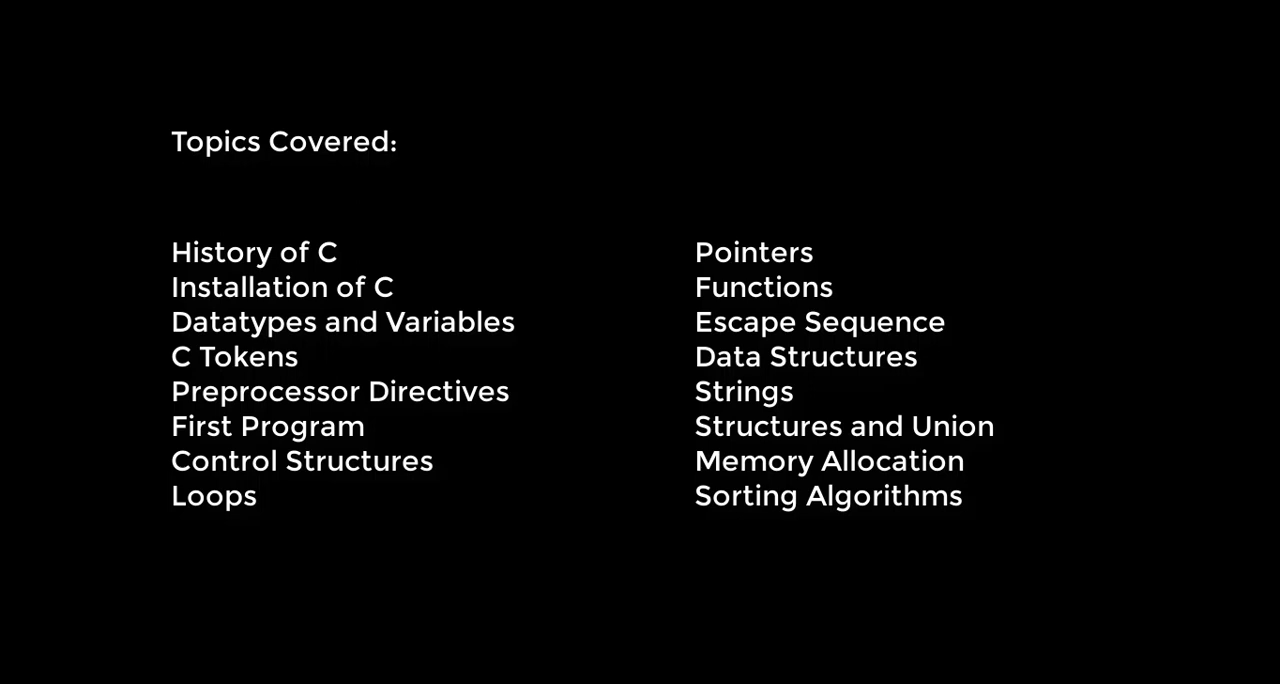 Topics Covered:
History of C
Installation of C
Datatypes and Variables
C Tokens
Preprocessor Directives
First Program
Control Structures
Loops
Pointers
Functions
Escape Sequence
Data Structures
Strings
Structures and Union
Memory Allocation
Sorting Algorithms